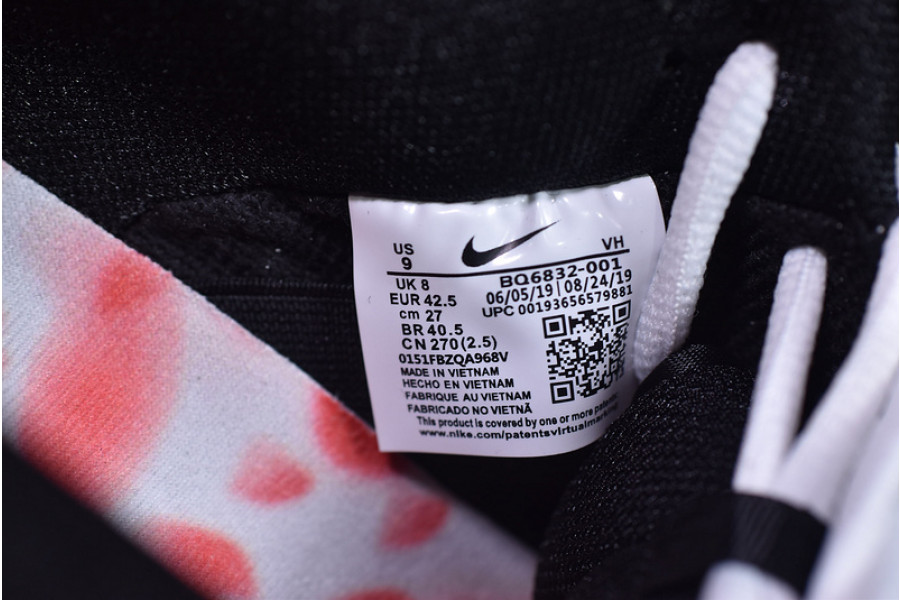 US
9
VH
BQ6832-001
06/05/19 | 08/24/19
UPC 00193656579881
UK 8
EUR 42.5
cm 27
BR 40.5
CN 270 (2.5)
0151FBZQA968V
MADE IN VIETNAM
HECHO EN VIETNAM
FABRIQUE AU VIETNAM
FABRICADO NO VIETNÃ
This product is covered by one or more patents.
www.nike.com/patentsvirtualmarking